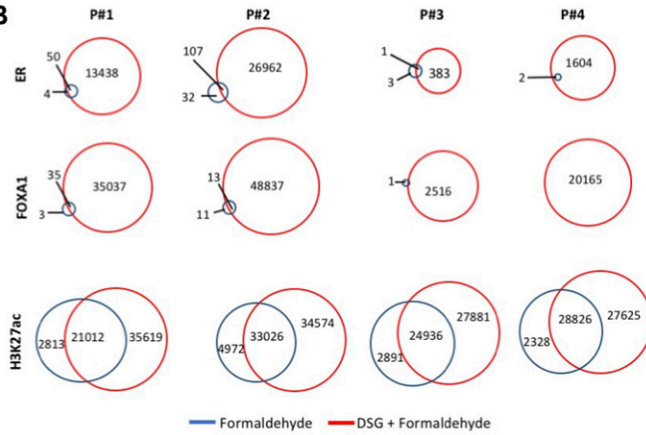 B
P#1 P#2 P#3 P#4
ER
50
4
13438
107
32
26962
1
3
383
2
1604
FOXA1
35
3
35037
13
11
48837
1
2516
20165
H3K27ac
2813 21012 35619
4972 33026 34574
2891 24936 27881
2328 28826 27625
Formaldehyde DSG + Formaldehyde